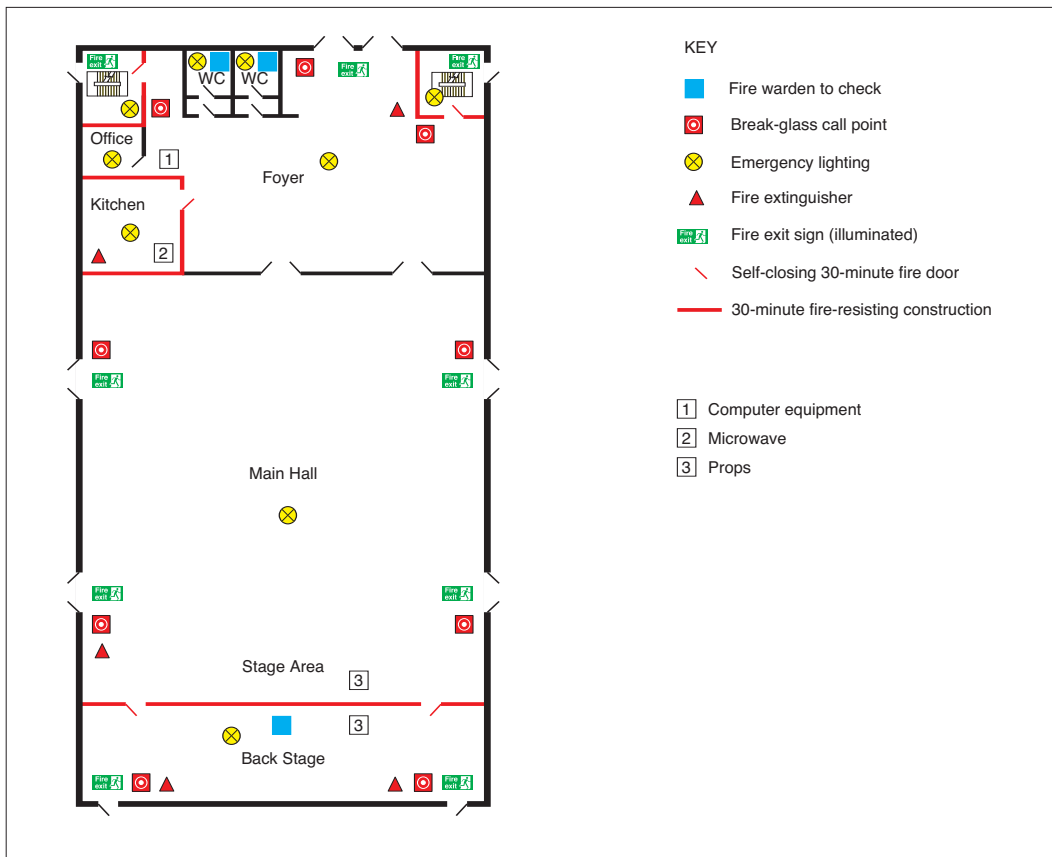 Fire
exit
WC
WC
Fire
exit
Fire
exit
Office
1
Foyer
Kitchen
2
Fire
exit
Fire
exit
Main Hall
Fire
exit
Fire
exit
Stage Area
3
3
Back Stage
Fire
exit
Fire
exit
KEY
Fire warden to check
Break-glass call point
Emergency lighting
Fire extinguisher
Fire
exit
Fire exit sign (illuminated)
Self-closing 30-minute fire door
30-minute fire-resisting construction
1 Computer equipment
2 Microwave
3 Props